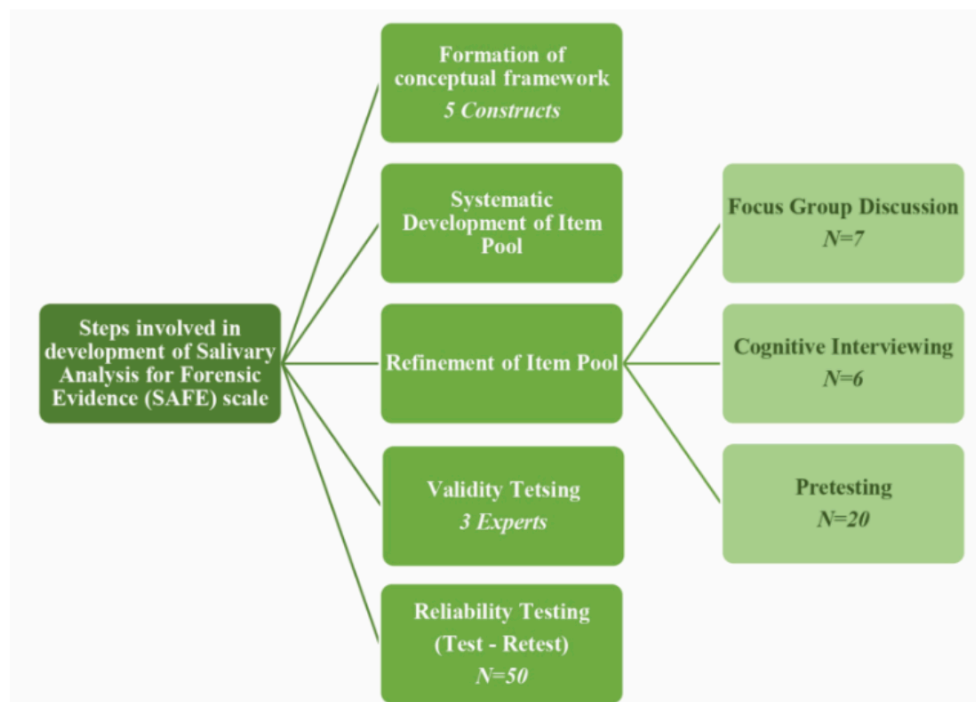 Steps involved in
development of Salivary
Analysis for Forensic
Evidence (SAFE) scale
Formation of
conceptual framework
5 Constructs
Systematic
Development of Item
Pool
Refinement of Item Pool
Validity Tetsing
3 Experts
Reliability Testing
(Test - Retest)
N=50
Focus Group Discussion
N=7
Cognitive Interviewing
N=6
Pretesting
N=20